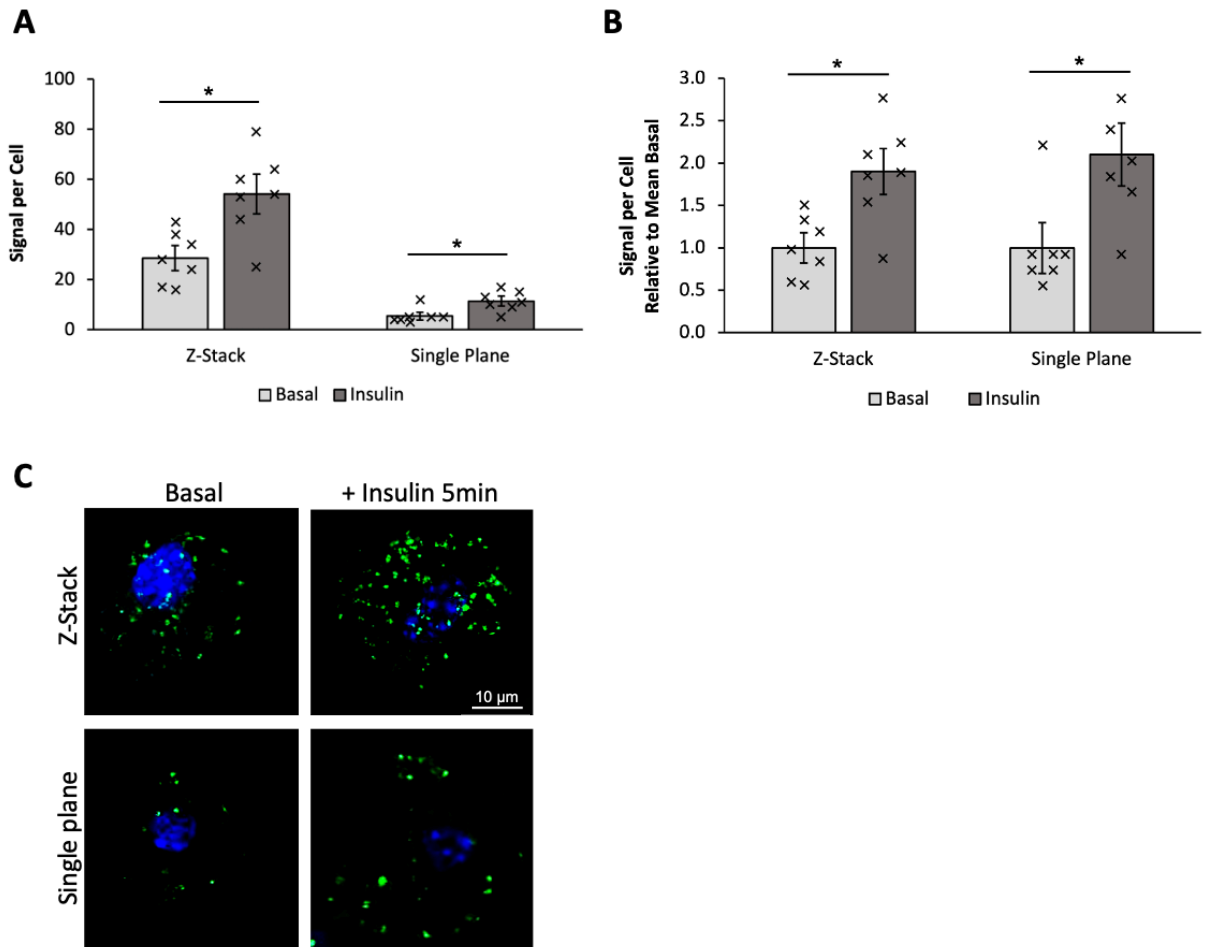 A
100
80
60
40
20
0
Signal per Cell
*
*
Z-Stack
Single Plane
Basal
Insulin
B
3.0
2.5
2.0
1.5
1.0
0.5
0.0
Signal per Cell
Relative to Mean Basal
*
*
Z-Stack
Single Plane
Basal
Insulin
C
Basal
+ Insulin 5min
Z-Stack
10 µm
Single plane